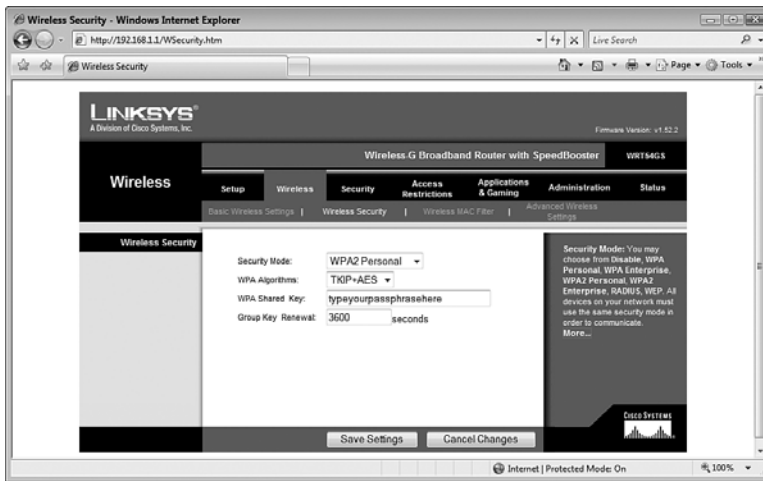 Wireless Security - Windows Internet Explorer
http://192.168.1.1/WSecurity.htm
Live Search
Wireless Security
Page
Tools
LINKSYS®
A Division of Cisco Systems, Inc.
Firmware Version: v1.52.2
Wireless-G Broadband Router with SpeedBooster
WRT54GS
Wireless
Setup
Wireless
Security
Access Restrictions
Applications & Gaming
Administration
Status
Basic Wireless Settings |
Wireless Security |
Wireless MAC Filter |
Advanced Wireless Settings
Wireless Security
Security Mode: WPA2 Personal
WPA Algorithms: TKIP+AES
WPA Shared Key: typeyourpassphrasehere
Group Key Renewal: 3600 seconds
Security Mode: You may
choose from Disable, WPA
Personal, WPA Enterprise,
WPA2 Personal, WPA2
Enterprise, RADIUS, WEP. All
devices on your network must
use the same security mode in
order to communicate.
More...
CISCO SYSTEMS
Save Settings
Cancel Changes
Internet | Protected Mode: On
100%